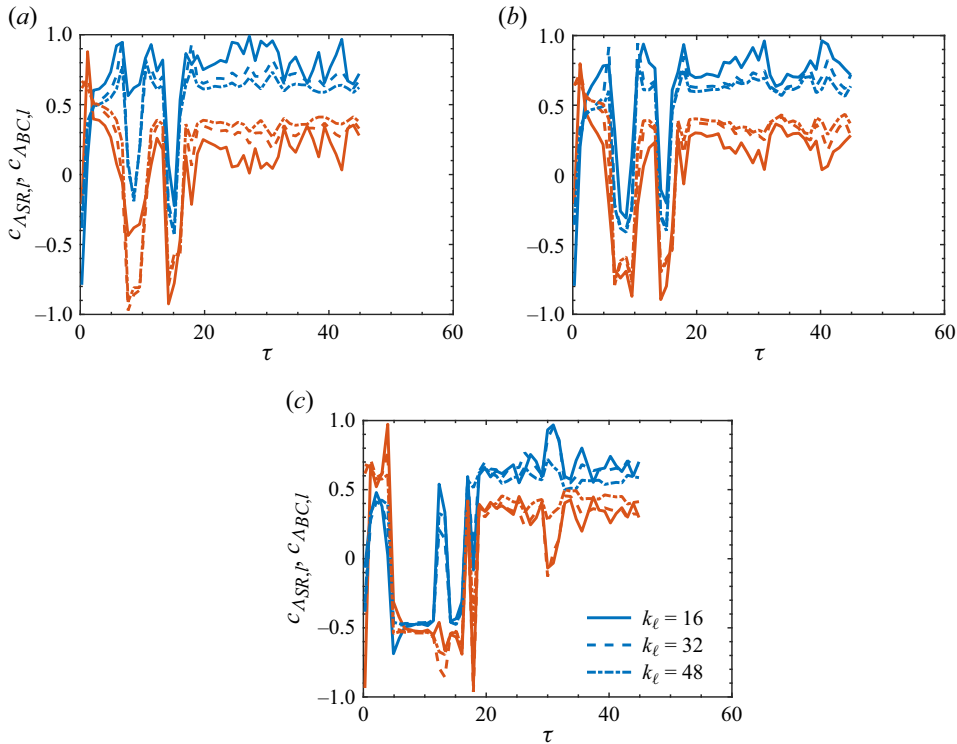 (a) (b)
1.0 1.0
0.5 0.5
0 0
–0.5 –0.5
–1.0 –1.0
c_{Λ_{SR,l}}, c_{Λ_{BC,l}}
0 20 40 60 0 20 40 60
τ τ
(c)
1.0
0.5
0
–0.5
–1.0
c_{Λ_{SR,l}}, c_{Λ_{BC,l}}
k_ℓ = 16
k_ℓ = 32
k_ℓ = 48
0 20 40 60
τ